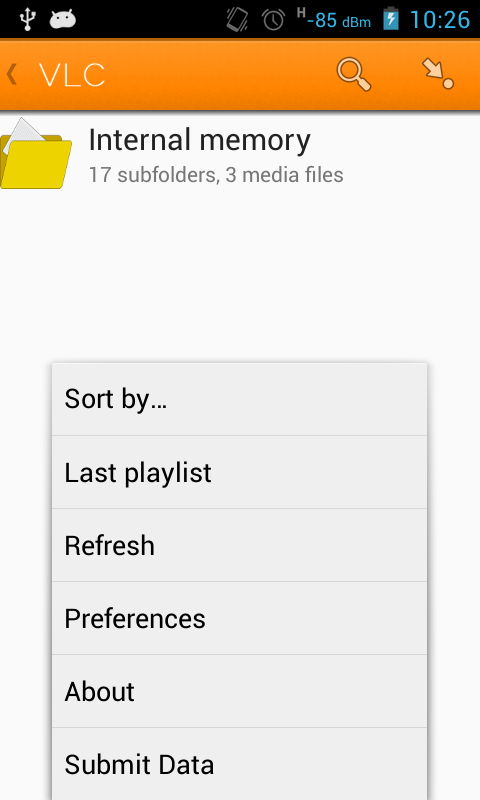 H -85 dBm 10:26
VLC
Internal memory
17 subfolders, 3 media files
Sort by...
Last playlist
Refresh
Preferences
About
Submit Data